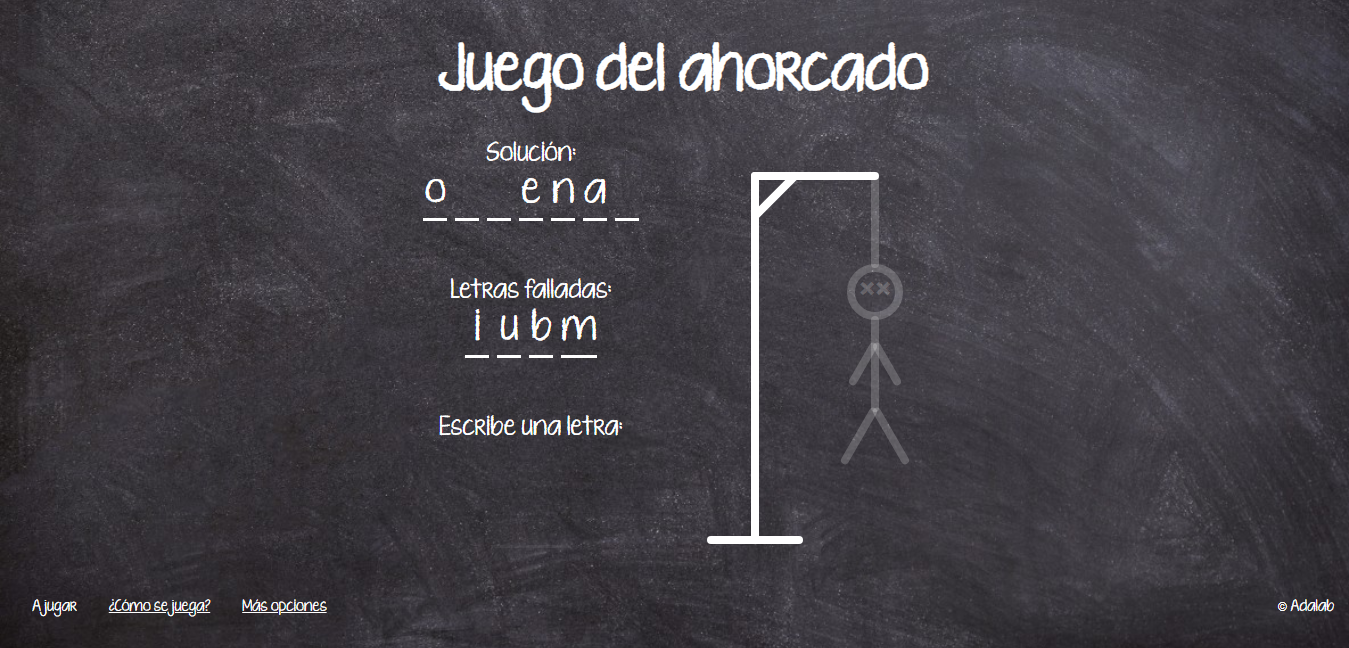 Juego del ahorcado
Solución:
o _ _ e n a _
Letras falladas:
i u b m
Escribe una letra:
A jugar ¿Cómo se juega? Más opciones © Adalab